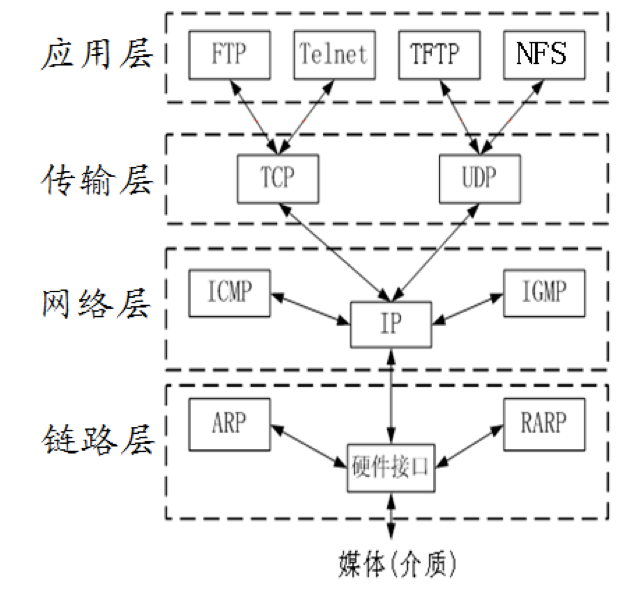 应用层 FTP Telnet TFTP NFS
传输层 TCP UDP
网络层 ICMP IP IGMP
链路层 ARP 硬件接口 RARP
媒体(介质)